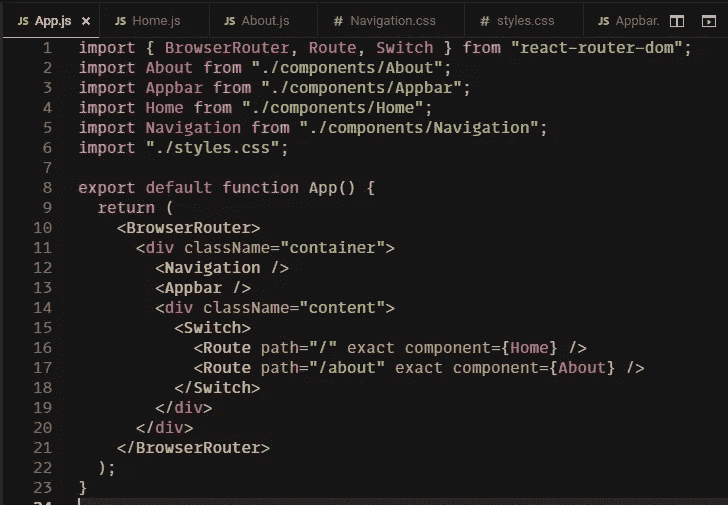 JS App.js × JS Home.js JS About.js # Navigation.css # styles.css JS Appbar.
1 import { BrowserRouter, Route, Switch } from "react-router-dom";
2 import About from "./components/About";
3 import Appbar from "./components/Appbar";
4 import Home from "./components/Home";
5 import Navigation from "./components/Navigation";
6 import "./styles.css";
7
8 export default function App() {
9   return (
10     <BrowserRouter>
11       <div className="container">
12         <Navigation />
13         <Appbar />
14         <div className="content">
15           <Switch>
16             <Route path="/" exact component={Home} />
17             <Route path="/about" exact component={About} />
18           </Switch>
19         </div>
20       </div>
21     </BrowserRouter>
22   );
23 }
24